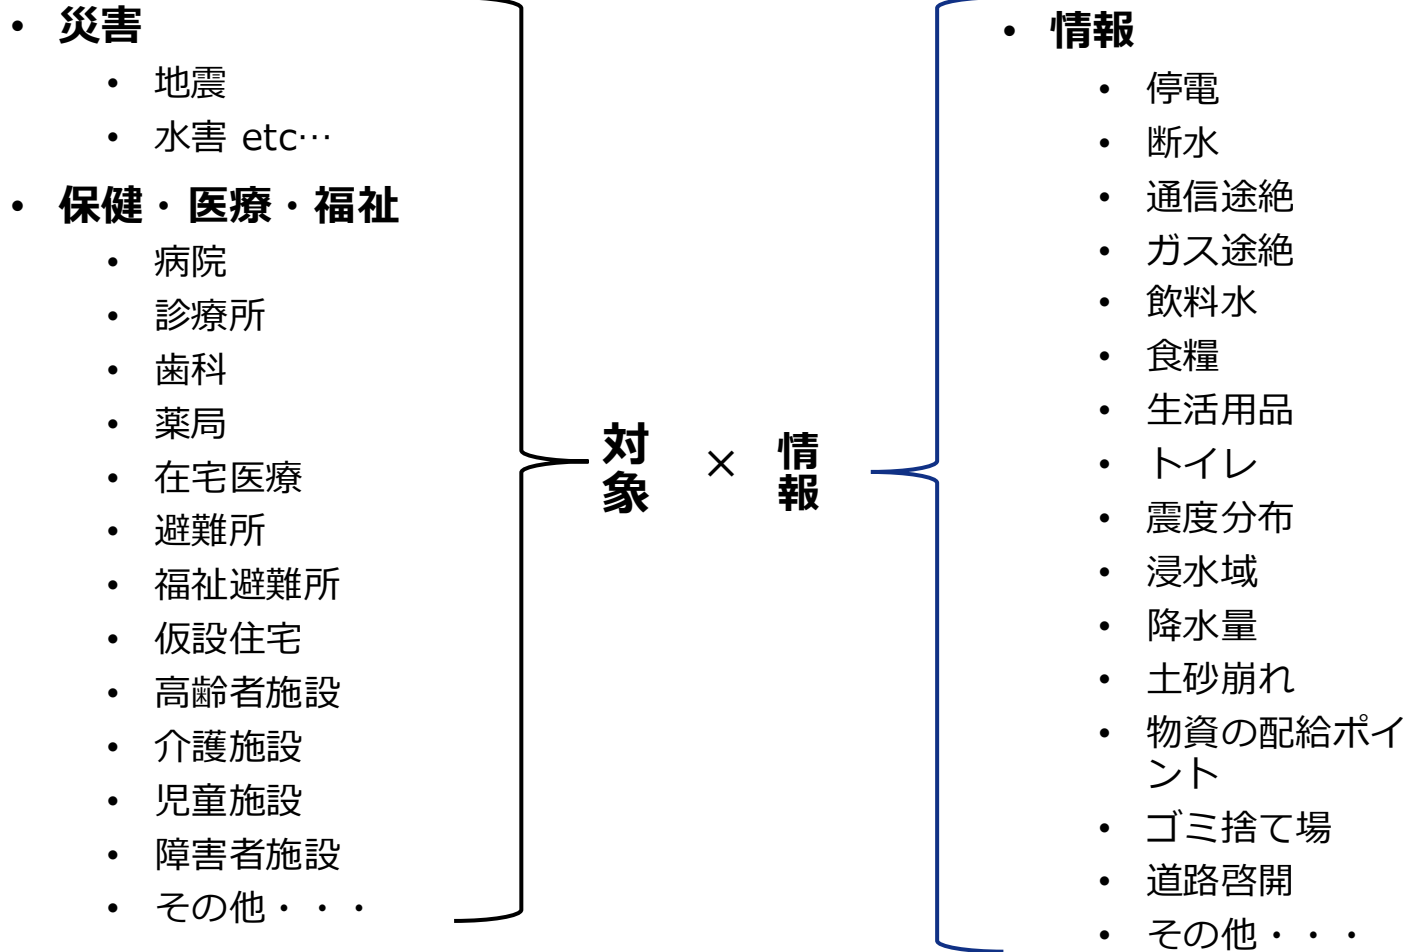 • 災害
• 地震
• 水害 etc…
• 保健・医療・福祉
• 病院
• 診療所
• 歯科
• 薬局
• 在宅医療
• 避難所
• 福祉避難所
• 仮設住宅
• 高齢者施設
• 介護施設
• 児童施設
• 障害者施設
• その他・・・
対象
×
情報
• 情報
• 停電
• 断水
• 通信途絶
• ガス途絶
• 飲料水
• 食糧
• 生活用品
• トイレ
• 震度分布
• 浸水域
• 降水量
• 土砂崩れ
• 物資の配給ポイ
ント
• ゴミ捨て場
• 道路啓開
• その他・・・